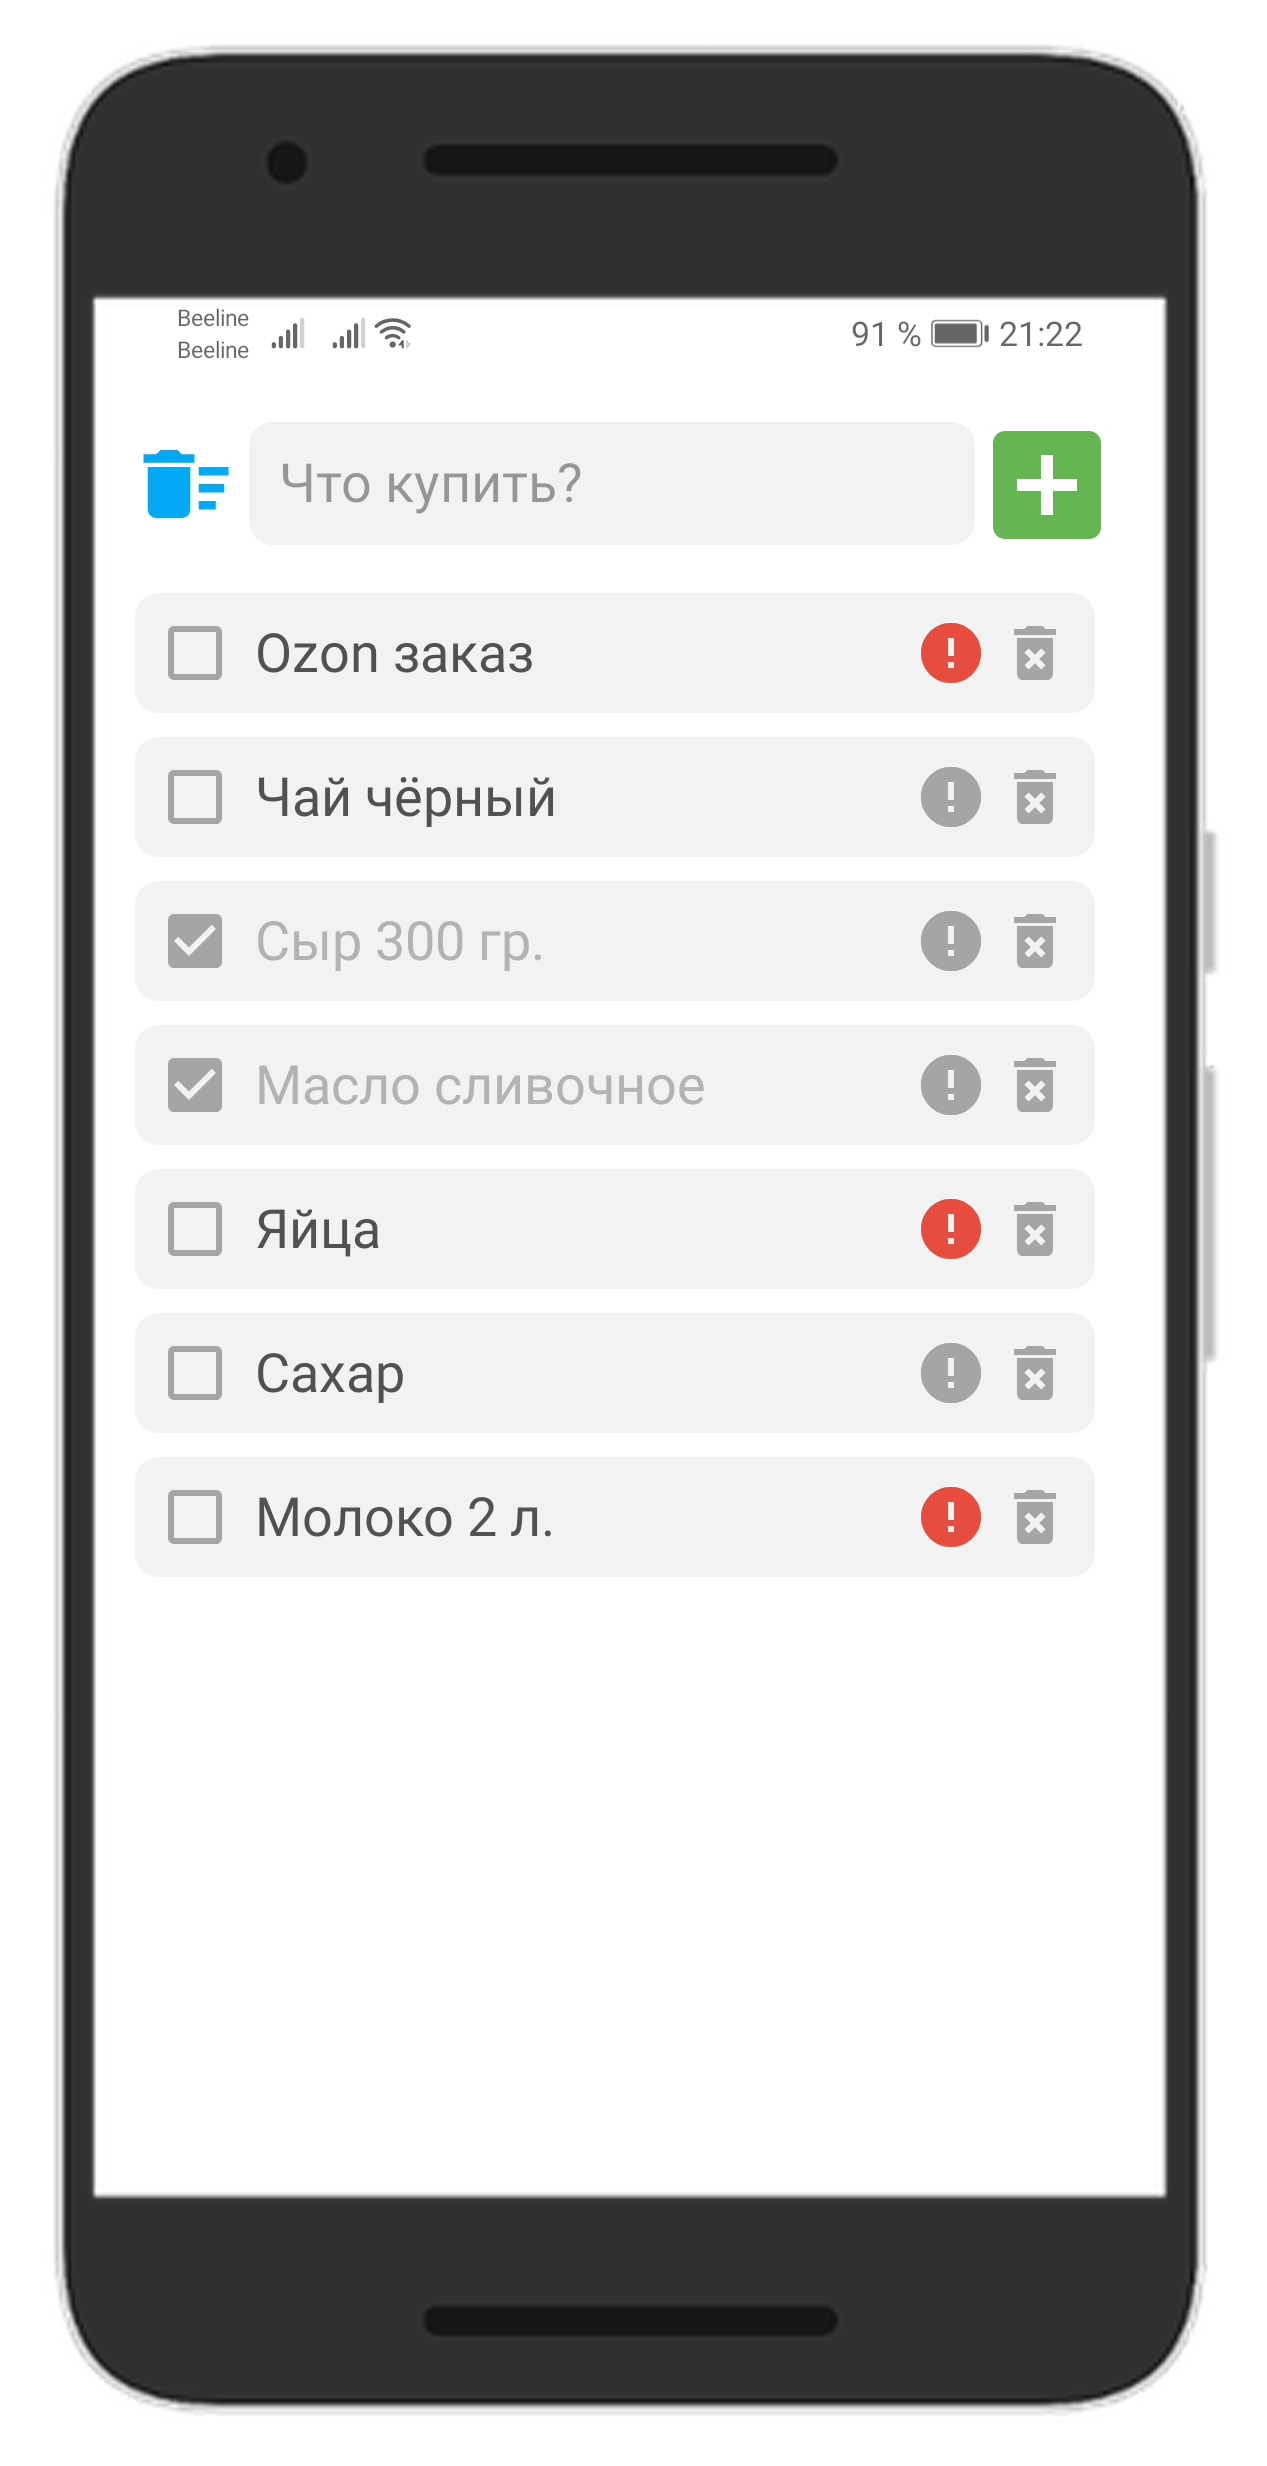 Beeline
Beeline
91 % 21:22
Что купить?
Ozon заказ
Чай чёрный
Сыр 300 гр.
Масло сливочное
Яйца
Сахар
Молоко 2 л.